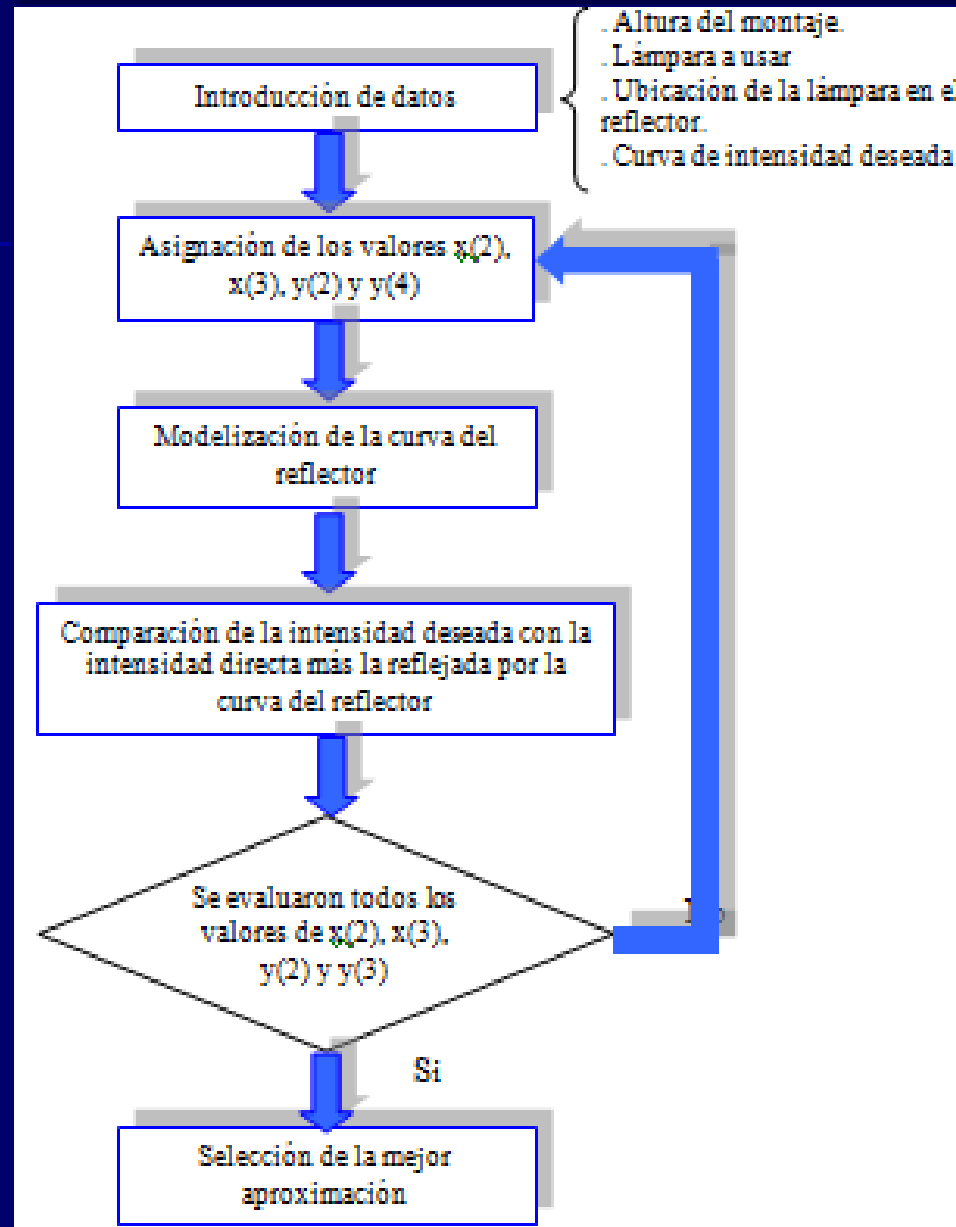 Introducción de datos
. Altura del montaje.
. Lámpara a usar
. Ubicación de la lámpara en el
reflector.
. Curva de intensidad deseada
Asignación de los valores x(2),
x(3), y(2) y y(4)
Modelización de la curva del
reflector
Comparación de la intensidad deseada con la
intensidad directa más la reflejada por la
curva del reflector
Se evaluaron todos los
valores de x(2), x(3),
y(2) y y(3)
Si
Selección de la mejor
aproximación